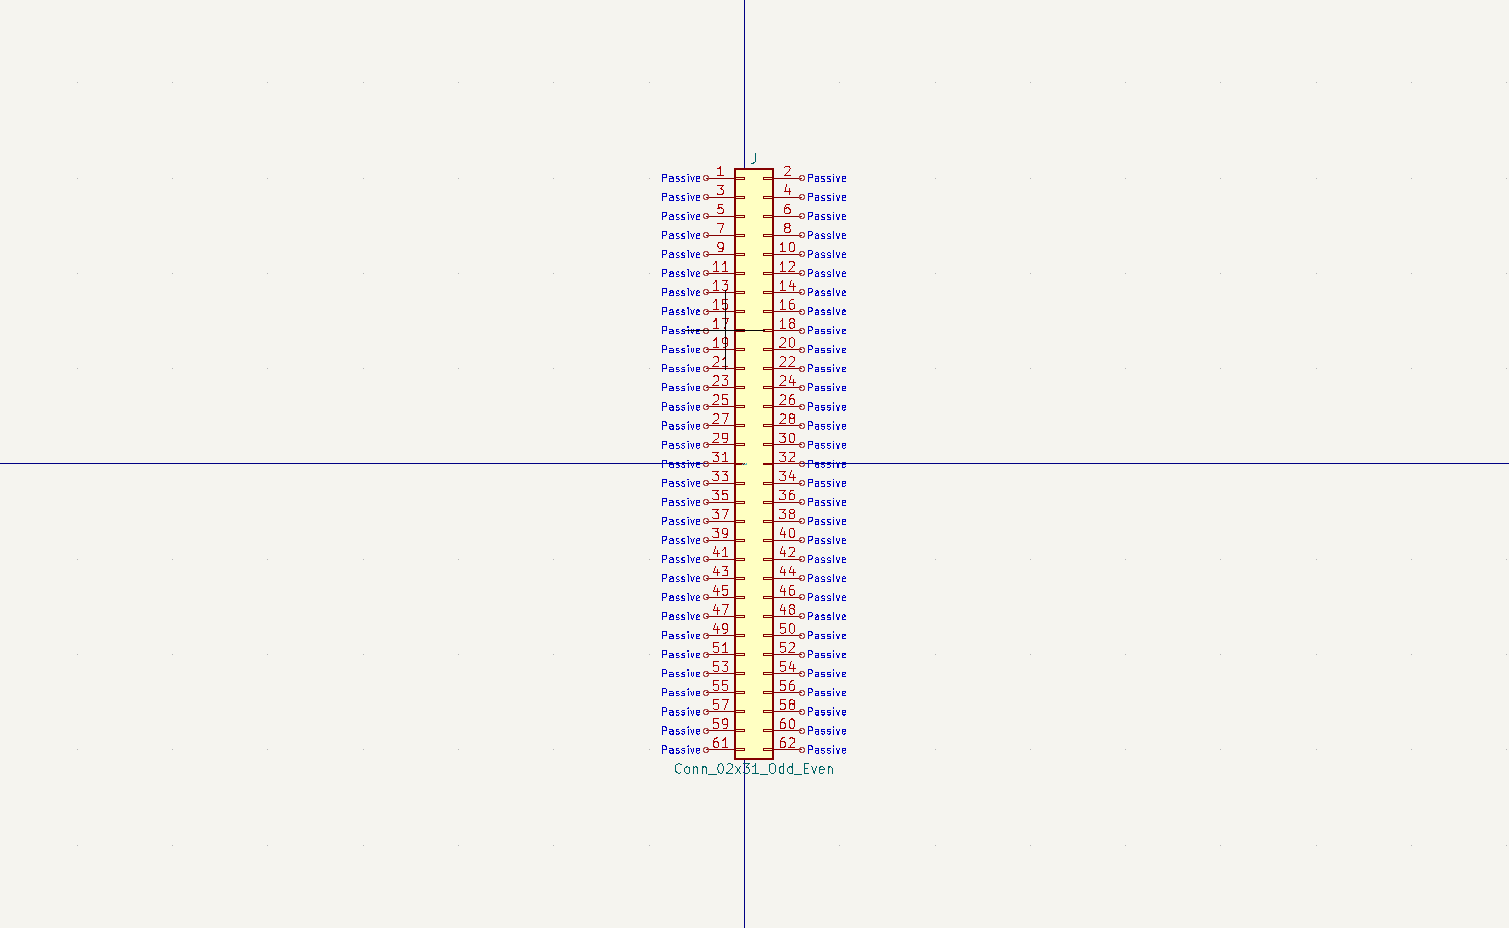 J
Passive 1 2 Passive
Passive 3 4 Passive
Passive 5 6 Passive
Passive 7 8 Passive
Passive 9 10 Passive
Passive 11 12 Passive
Passive 13 14 Passive
Passive 15 16 Passive
Passive 17 18 Passive
Passive 19 20 Passive
Passive 21 22 Passive
Passive 23 24 Passive
Passive 25 26 Passive
Passive 27 28 Passive
Passive 29 30 Passive
Passive 31 32 Passive
Passive 33 34 Passive
Passive 35 36 Passive
Passive 37 38 Passive
Passive 39 40 Passive
Passive 41 42 Passive
Passive 43 44 Passive
Passive 45 46 Passive
Passive 47 48 Passive
Passive 49 50 Passive
Passive 51 52 Passive
Passive 53 54 Passive
Passive 55 56 Passive
Passive 57 58 Passive
Passive 59 60 Passive
Passive 61 62 Passive
Conn_02x31_Odd_Even